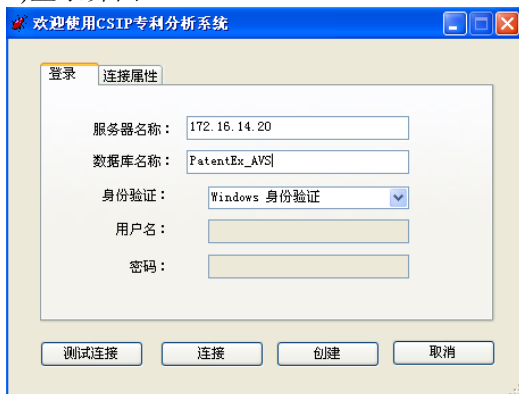 欢迎使用CSIP专利分析系统
登录 连接属性
服务器名称： 172.16.14.20
数据库名称： PatentEx_AVS
身份验证： Windows 身份验证
用户名：
密码：
测试连接 连接 创建 取消